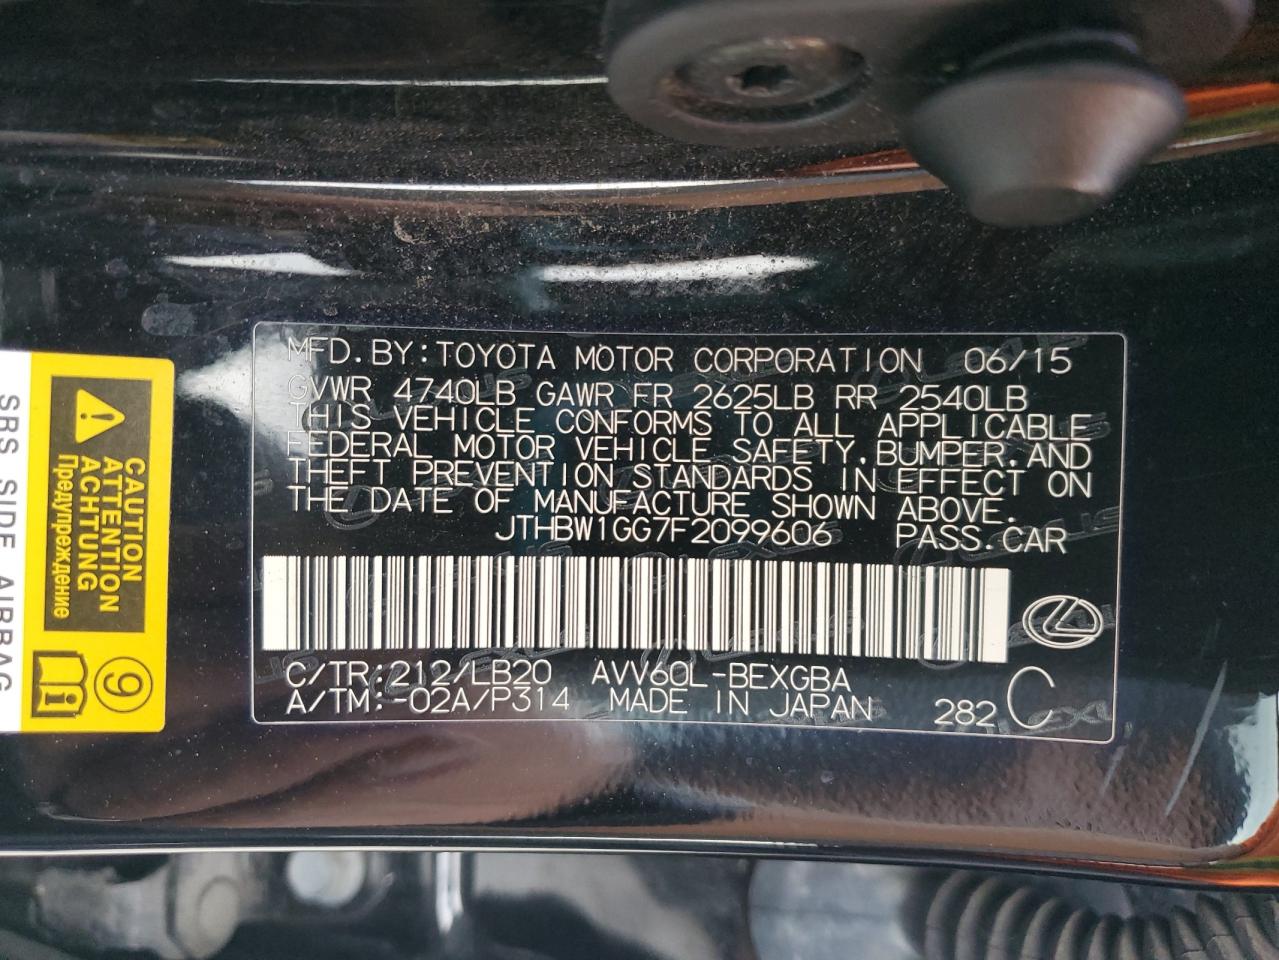 MFD. BY: TOYOTA MOTOR CORPORATION 06/15
GVWR 4740LB GAWR FR 2625LB RR 2540LB
THIS VEHICLE CONFORMS TO ALL APPLICABLE
FEDERAL MOTOR VEHICLE SAFETY, BUMPER, AND
THEFT PREVENTION STANDARDS IN EFFECT ON
THE DATE OF MANUFACTURE SHOWN ABOVE.
JTHBW1GG7F2099606 PASS. CAR
C/TR: 212/LB20 AVV60L-BEXGBA
A/TM: -02A/P314 MADE IN JAPAN 282 C
SRS SIDE AIRBAG
CAUTION
ATTENTION
ACHTUNG
Предупреждение
9